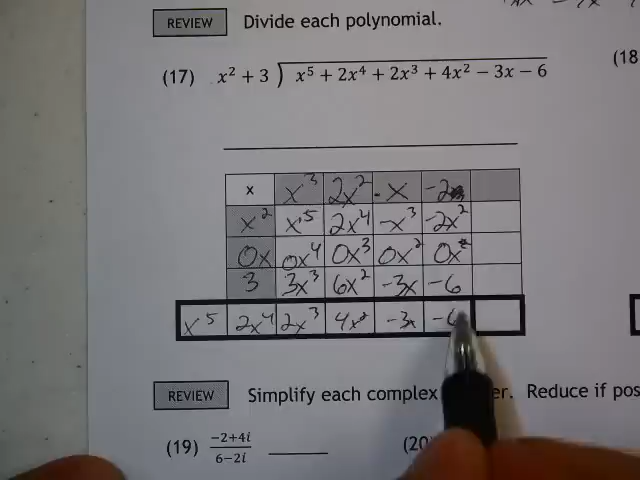 REVIEW Divide each polynomial.
(17) x² + 3 ) x⁵ + 2x⁴ + 2x³ + 4x² − 3x − 6
(18
× x³ 2x² -x -2
x² x⁵ 2x⁴ -x³ -2x²
0x 0x⁴ 0x³ 0x²
3 3x³ 6x² -3x -6
x⁵ 2x⁴ 2x³ 4x² -3x
REVIEW Simplify each complex er. Reduce if pos
(19) −2+4i
6−2i
(20